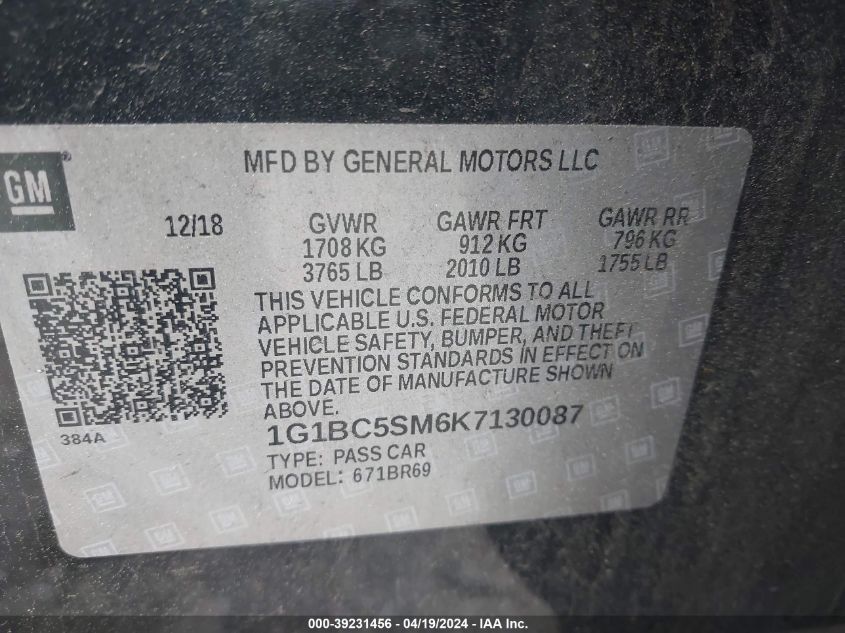 GM®
MFD BY GENERAL MOTORS LLC
12/18 GVWR GAWR FRT GAWR RR
1708 KG 912 KG 796 KG
3765 LB 2010 LB 1755 LB
THIS VEHICLE CONFORMS TO ALL
APPLICABLE U.S. FEDERAL MOTOR
VEHICLE SAFETY, BUMPER, AND THEFT
PREVENTION STANDARDS IN EFFECT ON
THE DATE OF MANUFACTURE SHOWN
ABOVE.
384A
1G1BC5SM6K7130087
TYPE: PASS CAR
MODEL: 671BR69
000-39231456 - 04/19/2024 - IAA Inc.